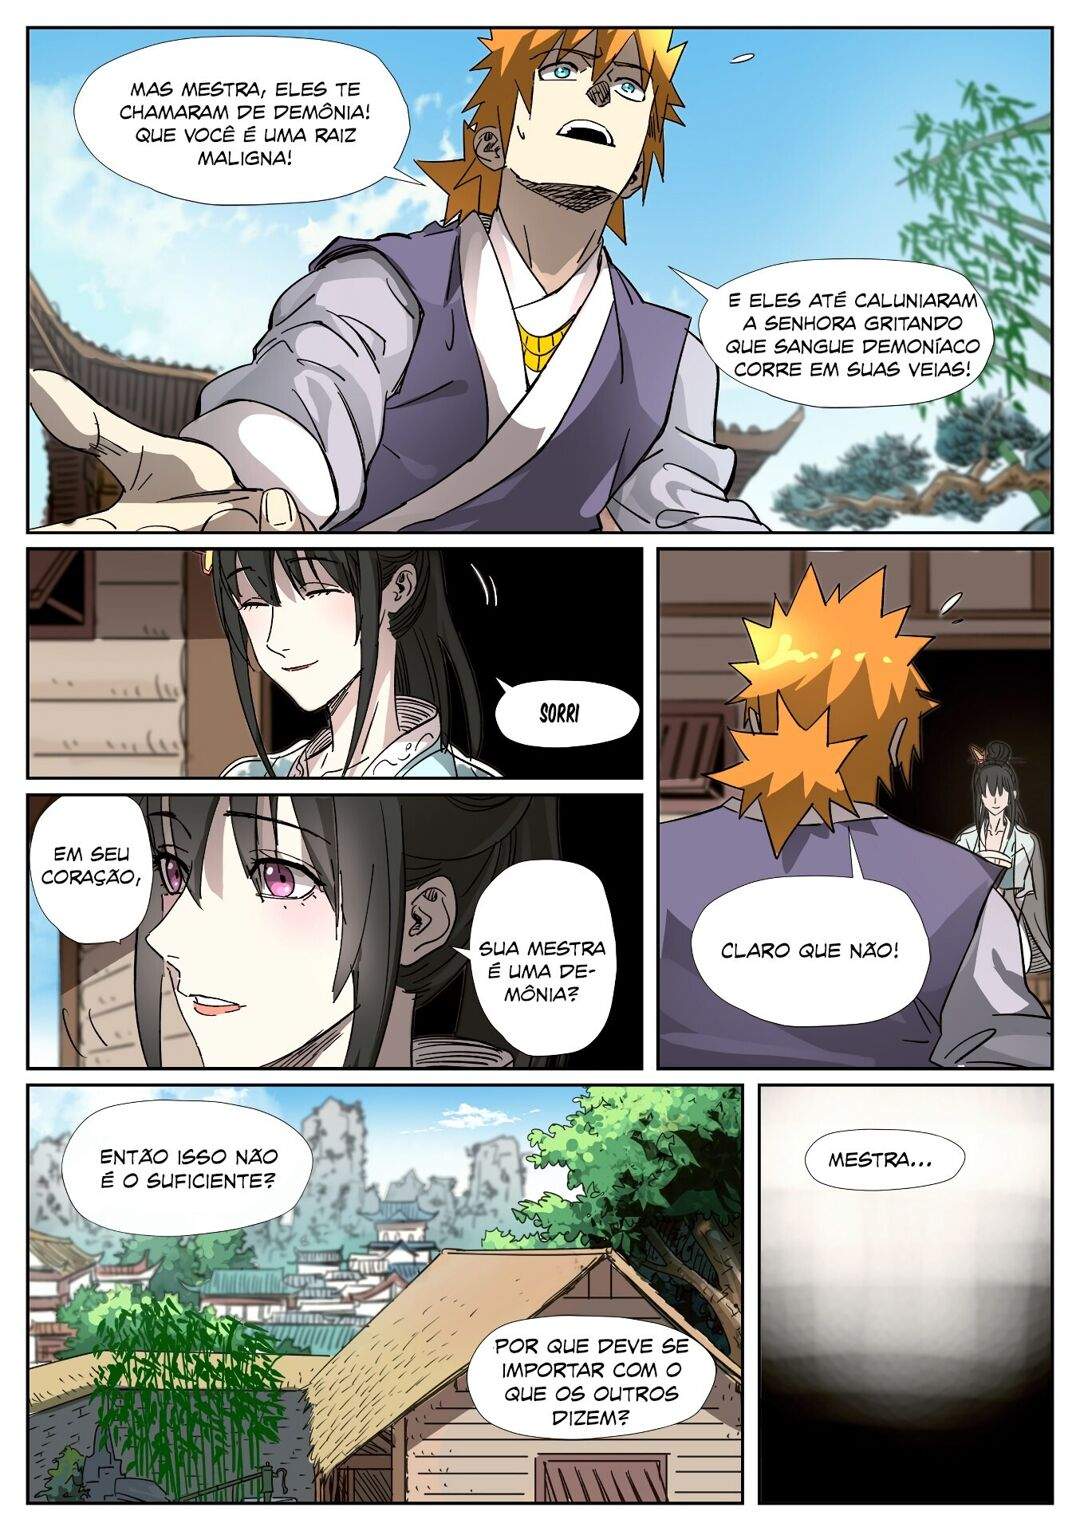 MAS MESTRA, ELES TE
CHAMARAM DE DEMÔNIA!
QUE VOCÊ É UMA RAIZ
MALIGNA!
E ELES ATÉ CALUNIARAM
A SENHORA GRITANDO
QUE SANGUE DEMONÍACO
CORRE EM SUAS VEIAS!
SORRI
EM SEU
CORAÇÃO,
SUA MESTRA
É UMA DE-
MÔNIA?
CLARO QUE NÃO!
ENTÃO ISSO NÃO
É O SUFICIENTE?
POR QUE DEVE SE
IMPORTAR COM O
QUE OS OUTROS
DIZEM?
MESTRA...